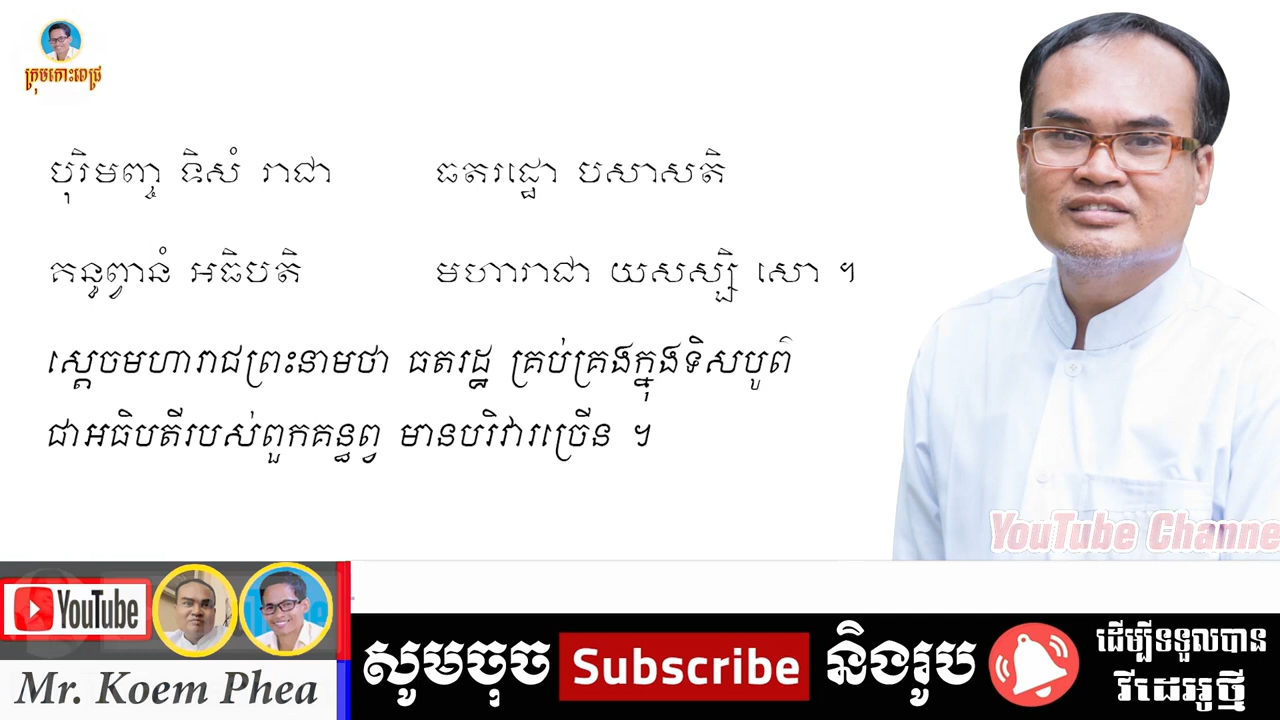 ក្រុមកោះពេជ្រ
បុរិមញ្ច ទិសំ រាជា ធតរដ្ឋោ បសាសតិ
គន្ធព្វានំ អធិបតិ មហារាជា យសស្សិ សោ ។
ស្តេចមហារាជព្រះនាមថា ធតរដ្ឋ គ្រប់គ្រងក្នុងទិសបូព៌
ជាអធិបតីរបស់ពួកគន្ធព្វ មានបរិវារច្រើន ។
YouTube Channe
YouTube
Mr. Koem Phea
សូមចុច Subscribe និងរូប ដើម្បីទទួលបាន
វីដេអូថ្មី